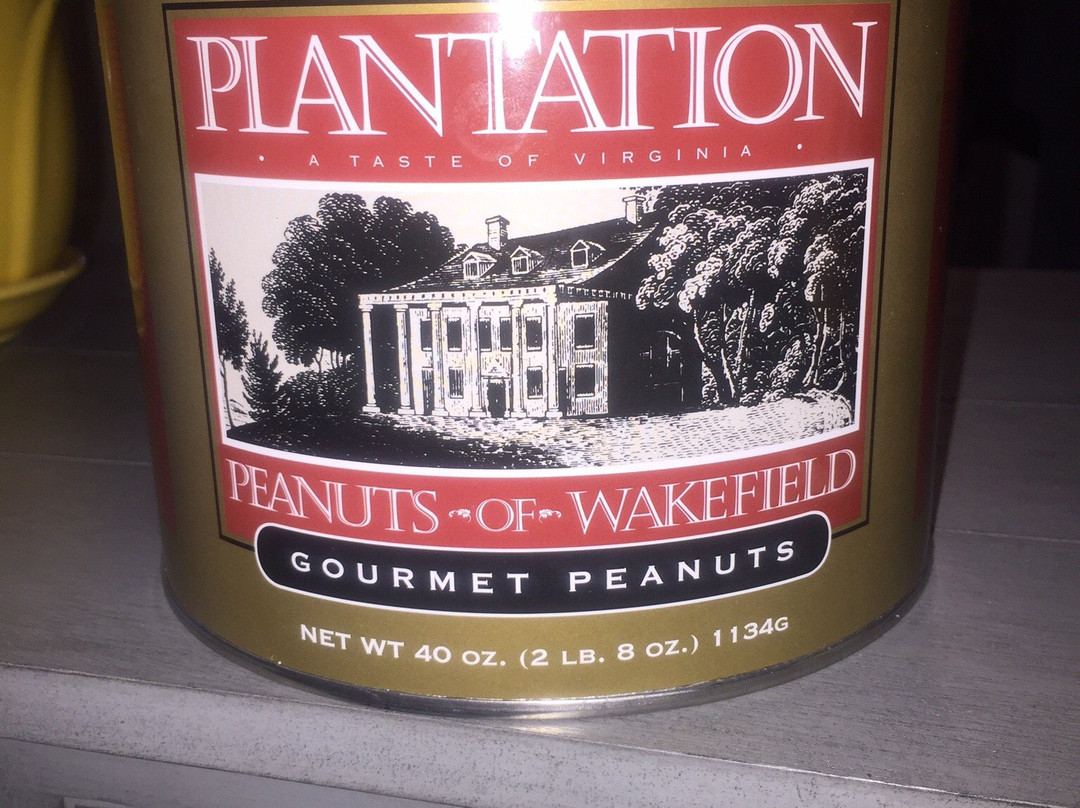 PLANTATION
• A TASTE OF VIRGINIA •
PEANUTS OF WAKEFIELD
GOURMET PEANUTS
NET WT 40 OZ. (2 LB. 8 OZ.) 1134G